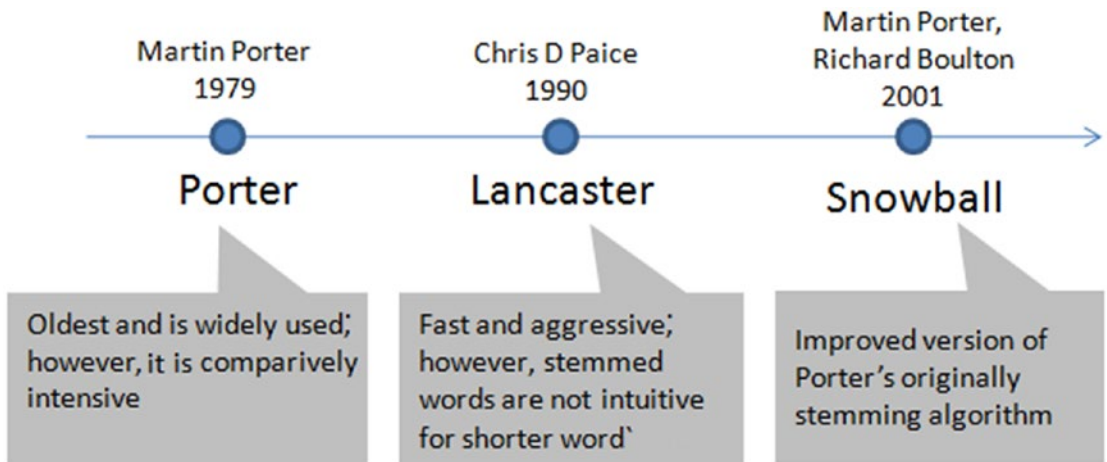 Martin Porter
1979
Chris D Paice
1990
Martin Porter,
Richard Boulton
2001
Porter
Lancaster
Snowball
Oldest and is widely used;
however, it is comparively
intensive
Fast and aggressive;
however, stemmed
words are not intuitive
for shorter word`
Improved version of
Porter's originally
stemming algorithm